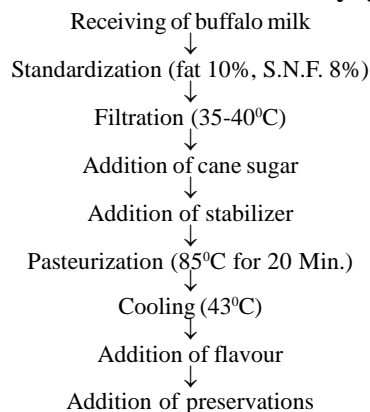 Receiving of buffalo milk
↓
Standardization (fat 10%, S.N.F. 8%)
↓
Filtration (35-40⁰C)
↓
Addition of cane sugar
↓
Addition of stabilizer
↓
Pasteurization (85⁰C for 20 Min.)
↓
Cooling (43⁰C)
↓
Addition of flavour
↓
Addition of preservations